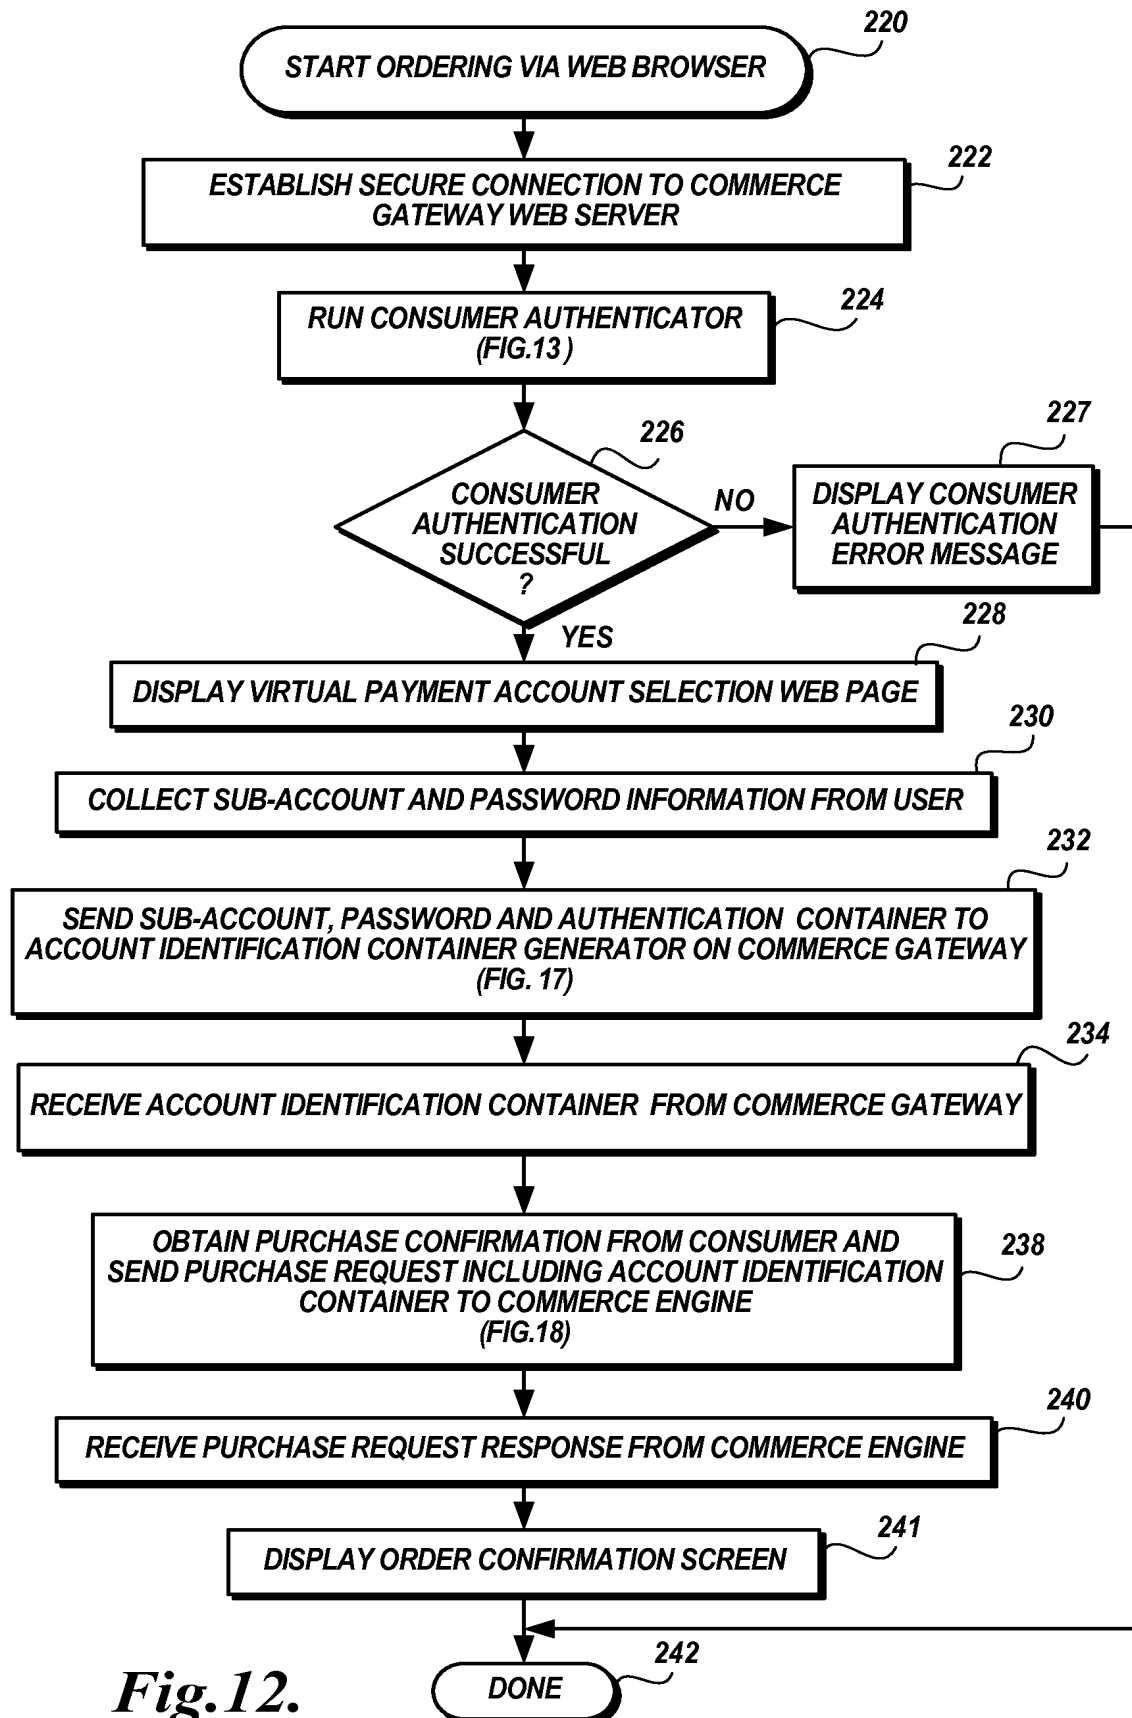 220
START ORDERING VIA WEB BROWSER
222
ESTABLISH SECURE CONNECTION TO COMMERCE
GATEWAY WEB SERVER
224
RUN CONSUMER AUTHENTICATOR
(FIG.13)
226
CONSUMER
AUTHENTICATION
SUCCESSFUL
?
NO
227
DISPLAY CONSUMER
AUTHENTICATION
ERROR MESSAGE
YES
228
DISPLAY VIRTUAL PAYMENT ACCOUNT SELECTION WEB PAGE
230
COLLECT SUB-ACCOUNT AND PASSWORD INFORMATION FROM USER
232
SEND SUB-ACCOUNT, PASSWORD AND AUTHENTICATION CONTAINER TO
ACCOUNT IDENTIFICATION CONTAINER GENERATOR ON COMMERCE GATEWAY
(FIG. 17)
234
RECEIVE ACCOUNT IDENTIFICATION CONTAINER FROM COMMERCE GATEWAY
238
OBTAIN PURCHASE CONFIRMATION FROM CONSUMER AND
SEND PURCHASE REQUEST INCLUDING ACCOUNT IDENTIFICATION
CONTAINER TO COMMERCE ENGINE
(FIG.18)
240
RECEIVE PURCHASE REQUEST RESPONSE FROM COMMERCE ENGINE
241
DISPLAY ORDER CONFIRMATION SCREEN
242
DONE
Fig.12.